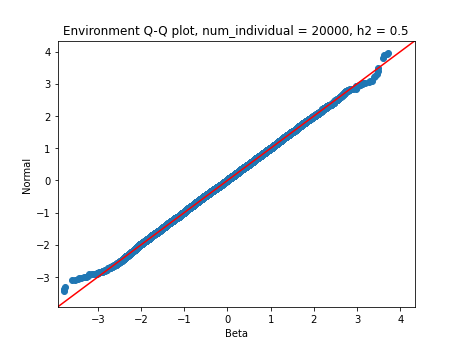 Environment Q-Q plot, num_individual = 20000, h2 = 0.5
4
3
2
1
0
−1
−2
−3
Normal
−3 −2 −1 0 1 2 3 4
Beta